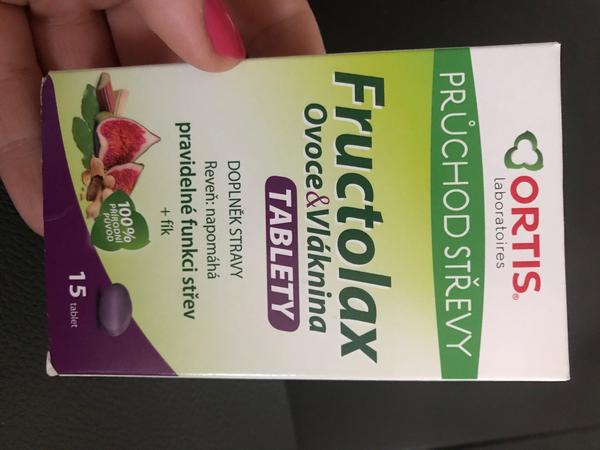 ORTIS®
laboratoires
PRŮCHOD STŘEVY
Fructolax
Ovoce&Vláknina
TABLETY
DOPLNĚK STRAVY
Reveň: napomáhá
pravidelné funkci střev
+ fík
100%
PŘÍRODNÍ
PŮVOD
15 tablet